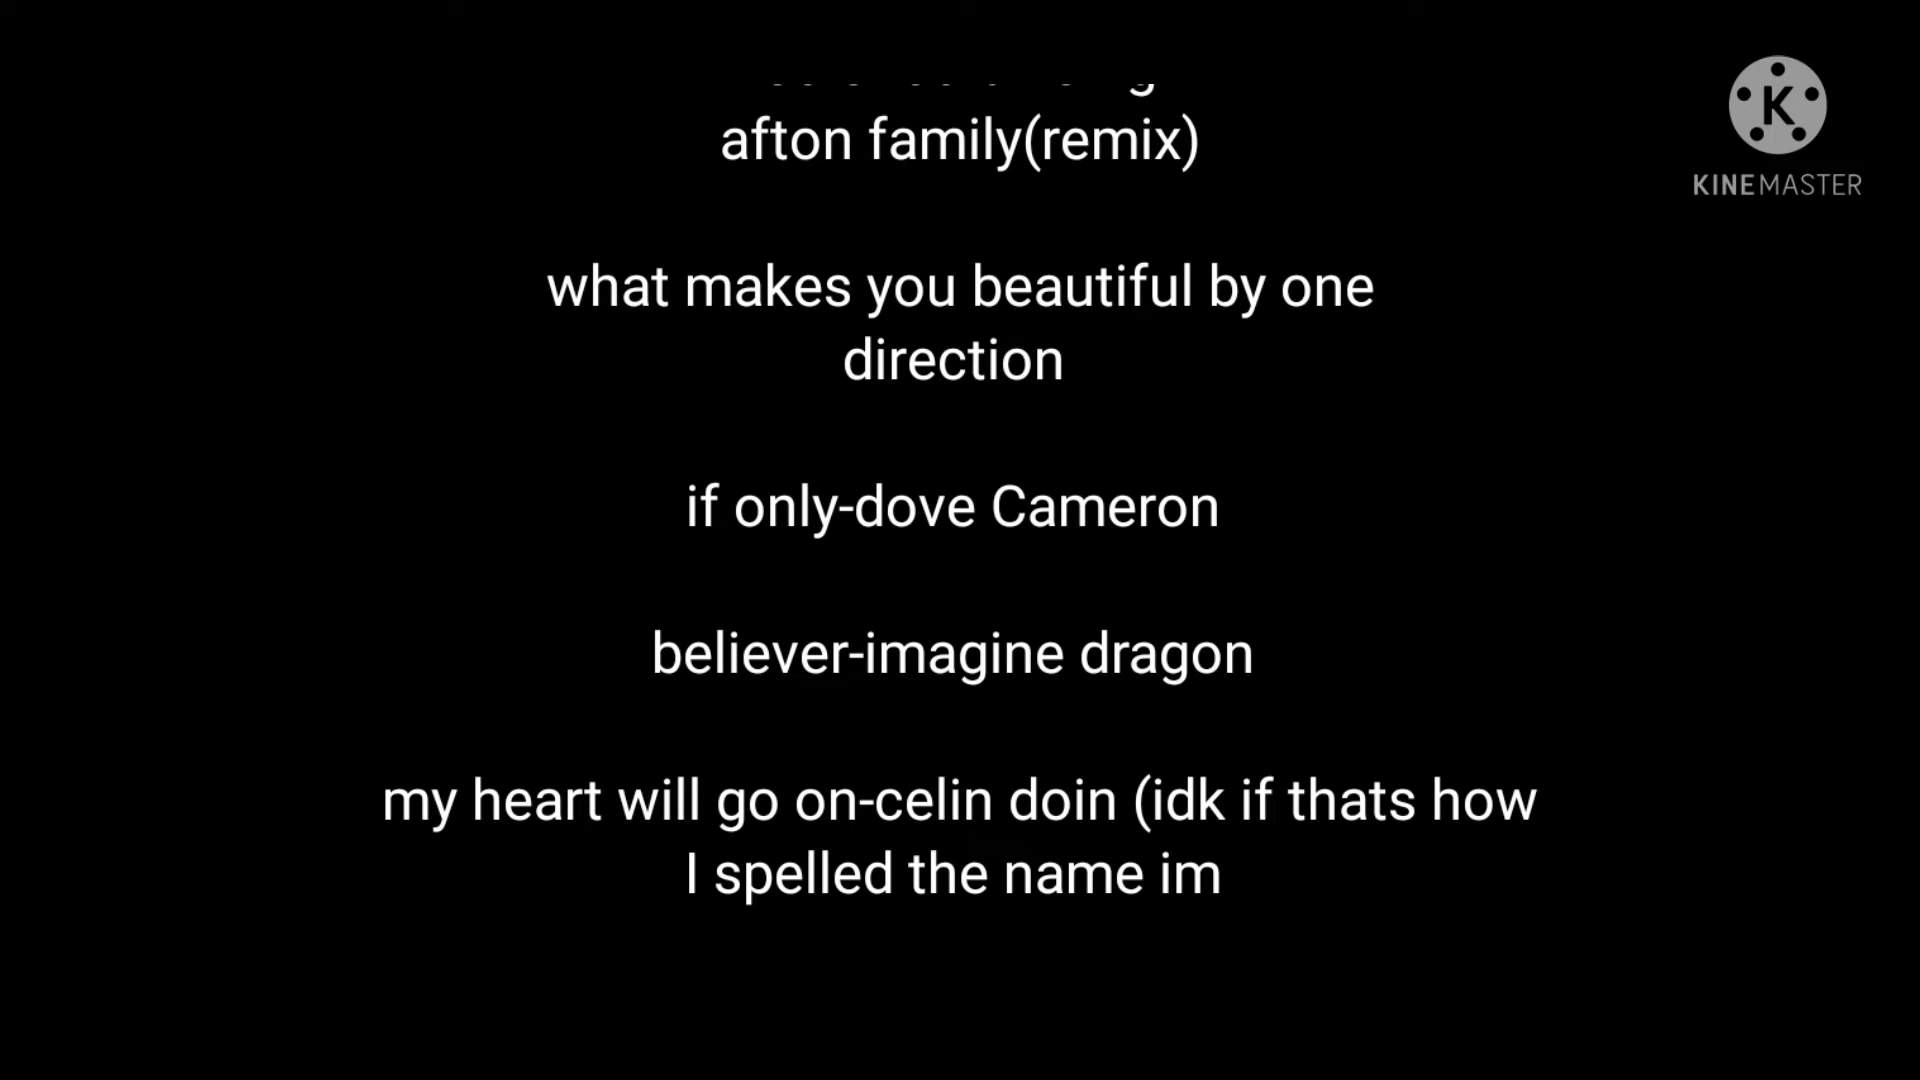 afton family(remix)
what makes you beautiful by one
direction
if only-dove Cameron
believer-imagine dragon
my heart will go on-celin doin (idk if thats how
I spelled the name im
K
KINEMASTER